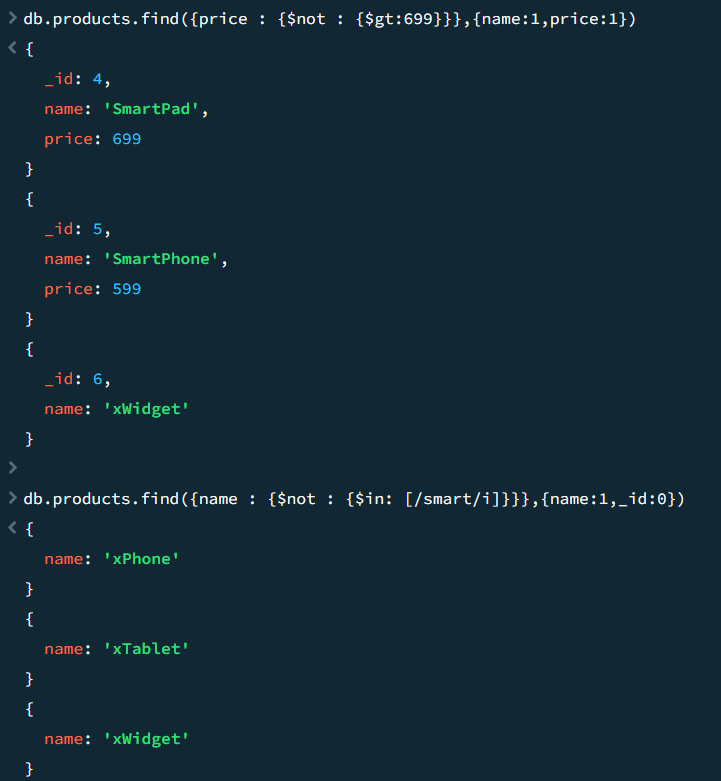 > db.products.find({price : {$not : {$gt:699}}},{name:1,price:1})
< {
_id: 4,
name: 'SmartPad',
price: 699
}
{
_id: 5,
name: 'SmartPhone',
price: 599
}
{
_id: 6,
name: 'xWidget'
}
>
> db.products.find({name : {$not : {$in: [/smart/i]}}},{name:1,_id:0})
< {
name: 'xPhone'
}
{
name: 'xTablet'
}
{
name: 'xWidget'
}